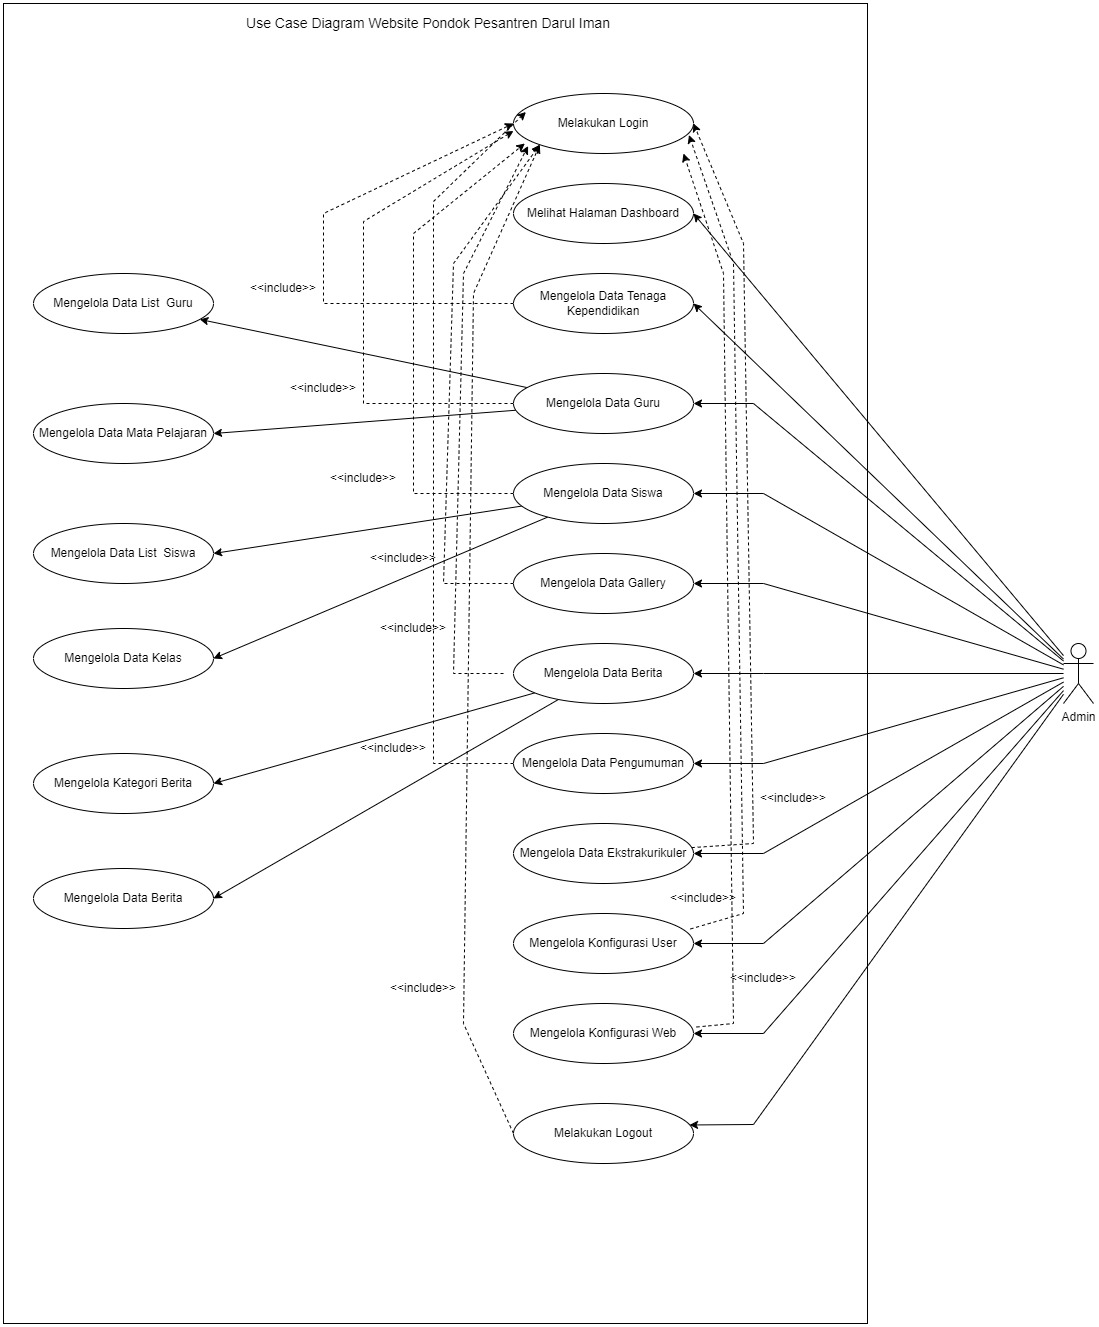 Use Case Diagram Website Pondok Pesantren Darul Iman
Melakukan Login
Melihat Halaman Dashboard
<<include>>
Mengelola Data List  Guru
Mengelola Data Tenaga
Kependidikan
<<include>>
Mengelola Data Guru
Mengelola Data Mata Pelajaran
<<include>>
Mengelola Data Siswa
Mengelola Data List  Siswa
<<include>>
Mengelola Data Gallery
<<include>>
Mengelola Data Kelas
Mengelola Data Berita
Admin
<<include>>
Mengelola Data Pengumuman
Mengelola Kategori Berita
<<include>>
Mengelola Data Ekstrakurikuler
Mengelola Data Berita
<<include>>
Mengelola Konfigurasi User
<<include>>
<<include>>
Mengelola Konfigurasi Web
Melakukan Logout